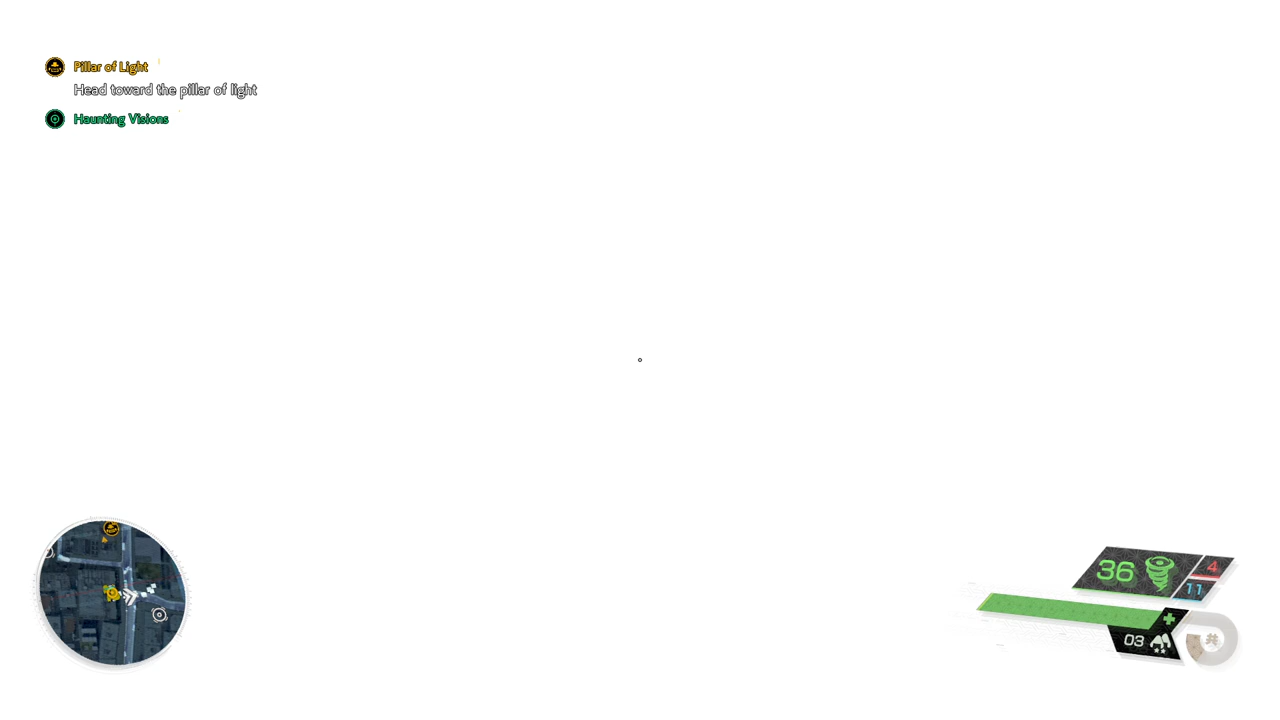 Pillar of Light
Head toward the pillar of light
Haunting Visions
36
4
11
03